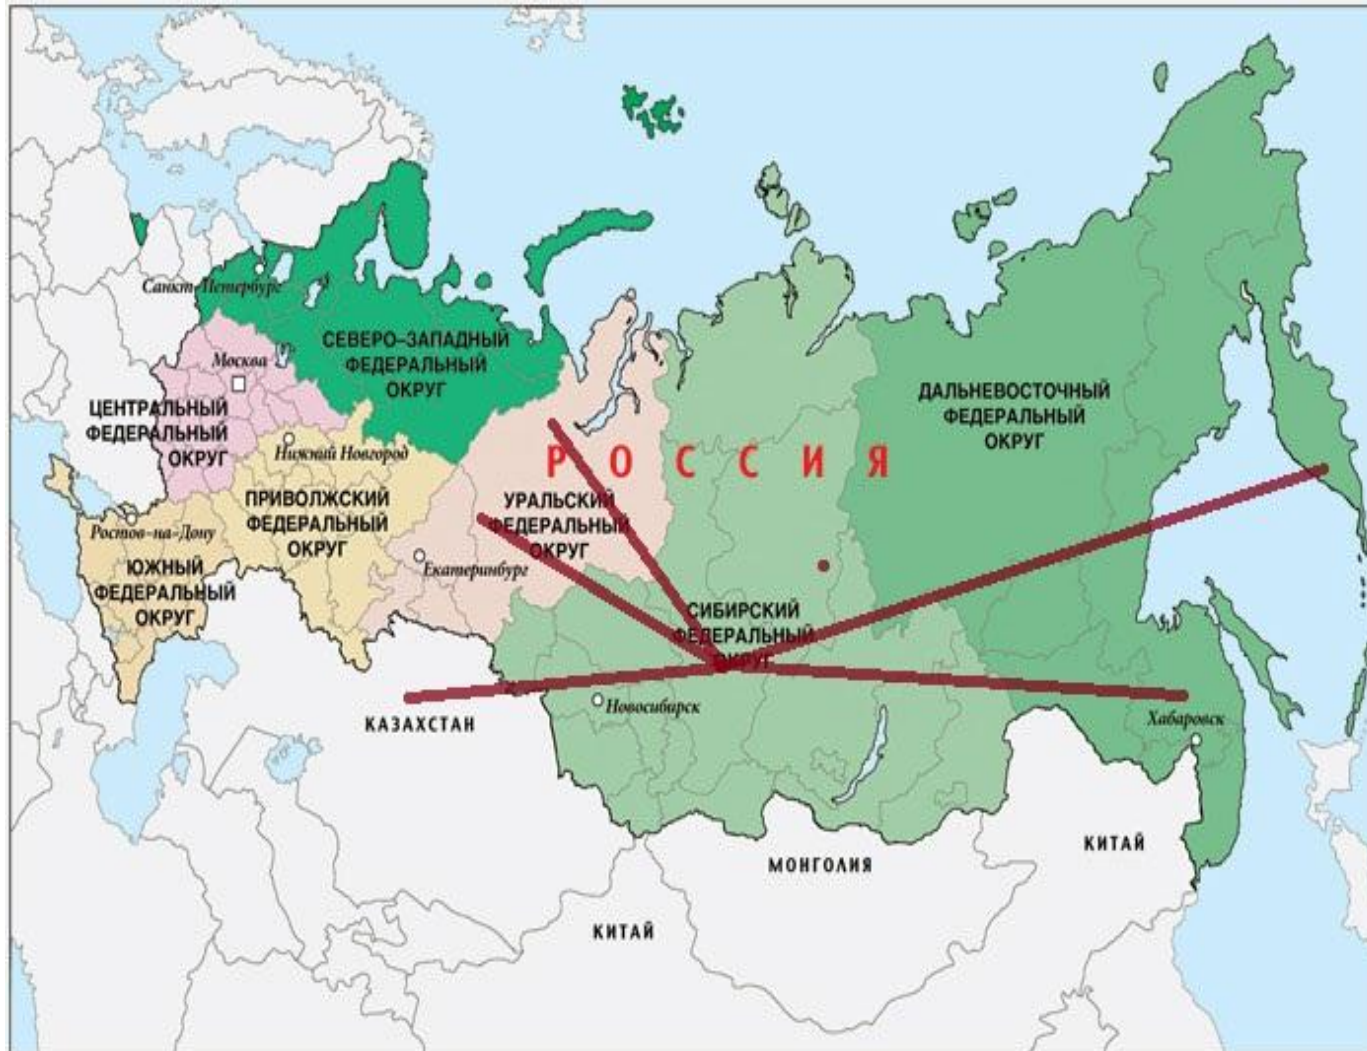 Санкт-Петербург
СЕВЕРО-ЗАПАДНЫЙ
ФЕДЕРАЛЬНЫЙ
ОКРУГ
Москва
ЦЕНТРАЛЬНЫЙ
ФЕДЕРАЛЬНЫЙ
ОКРУГ
ДАЛЬНЕВОСТОЧНЫЙ
ФЕДЕРАЛЬНЫЙ
ОКРУГ
Нижний Новгород
РОССИЯ
ПРИВОЛЖСКИЙ
ФЕДЕРАЛЬНЫЙ
ОКРУГ
УРАЛЬСКИЙ
ФЕДЕРАЛЬНЫЙ
ОКРУГ
Ростов-на-Дону
ЮЖНЫЙ
ФЕДЕРАЛЬНЫЙ
ОКРУГ
Екатеринбург
СИБИРСКИЙ
ФЕДЕРАЛЬНЫЙ
ОКРУГ
Новосибирск
Хабаровск
КАЗАХСТАН
МОНГОЛИЯ
КИТАЙ
КИТАЙ